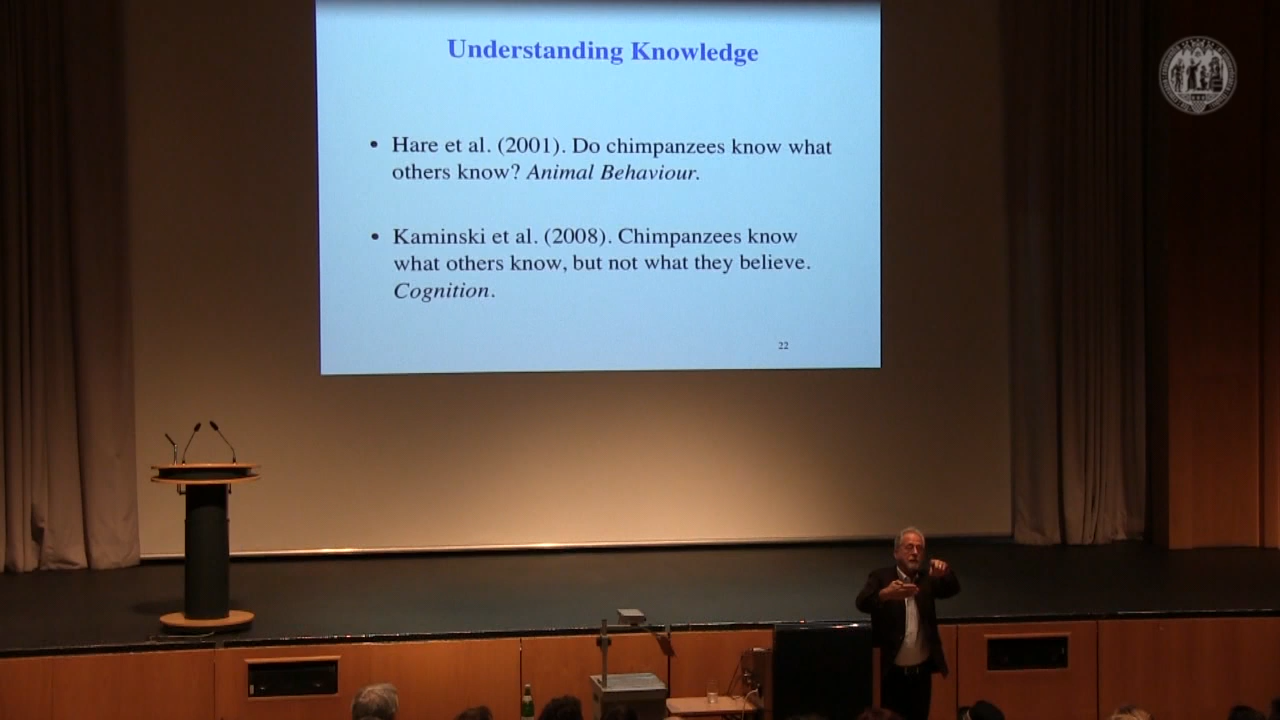 Understanding Knowledge
• Hare et al. (2001). Do chimpanzees know what
others know? Animal Behaviour.
• Kaminski et al. (2008). Chimpanzees know
what others know, but not what they believe.
Cognition.
22